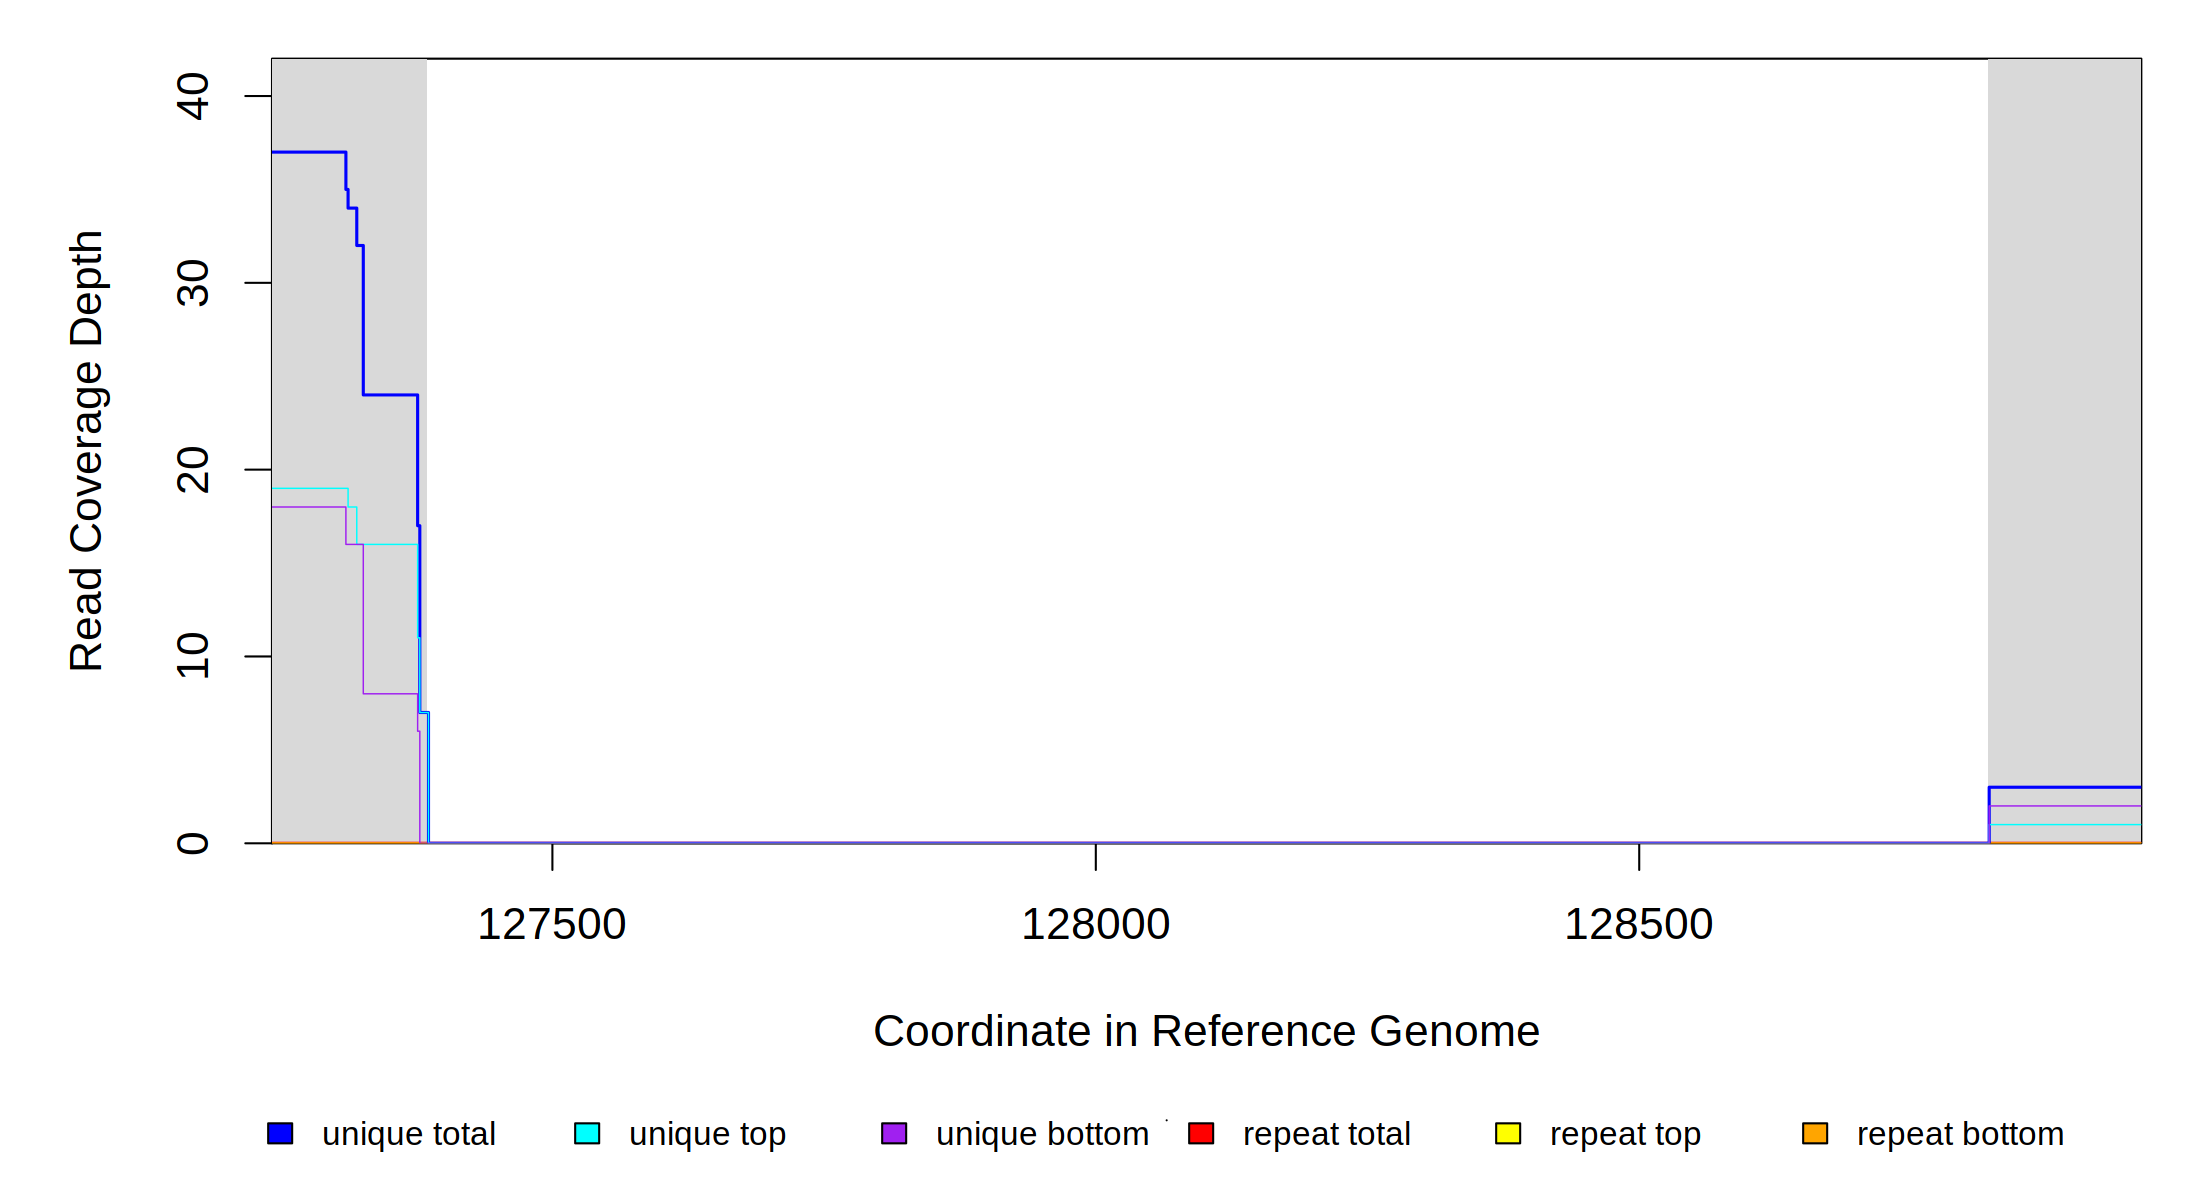 40
30
20
10
0
Read Coverage Depth
127500 128000 128500
Coordinate in Reference Genome
unique total unique top unique bottom repeat total repeat top repeat bottom